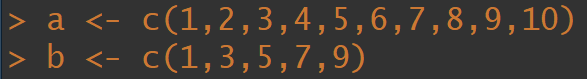 > a <- c(1,2,3,4,5,6,7,8,9,10)
> b <- c(1,3,5,7,9)